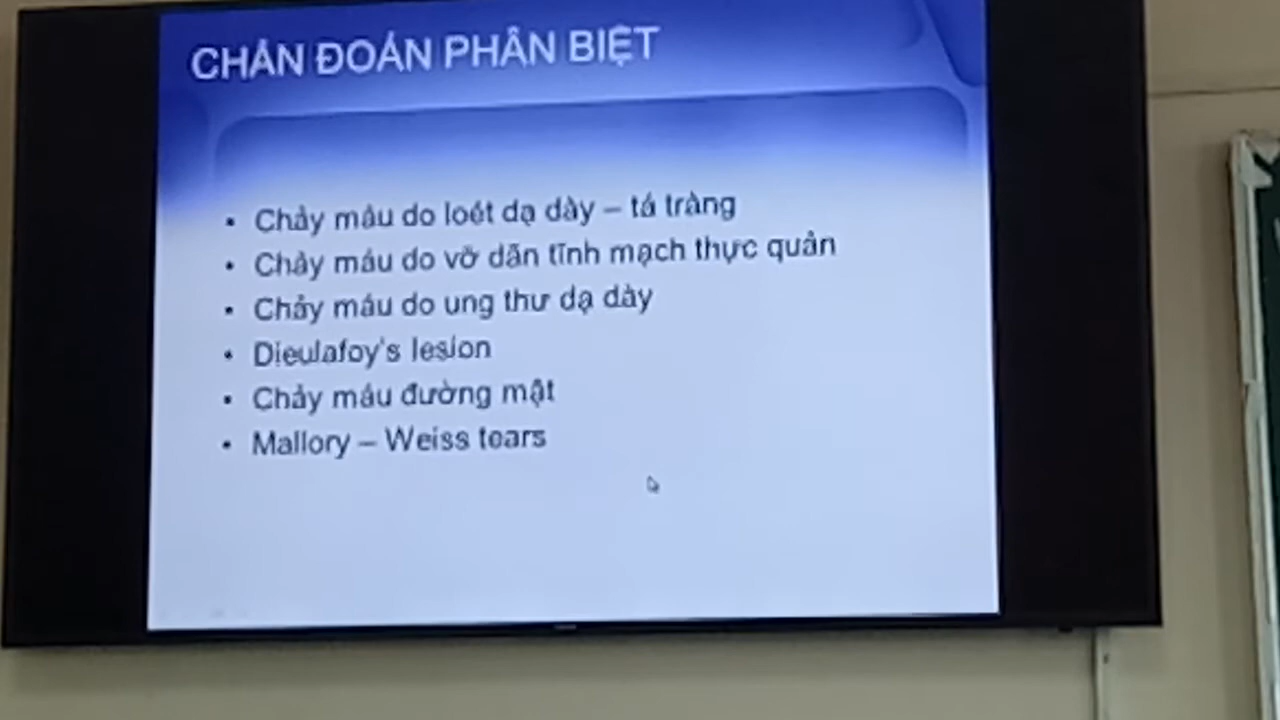 CHẨN ĐOÁN PHÂN BIỆT
• Chảy máu do loét dạ dày – tá tràng
• Chảy máu do vỡ dãn tĩnh mạch thực quản
• Chảy máu do ung thư dạ dày
• Dieulafoy's lesion
• Chảy máu đường mật
• Mallory – Weiss tears